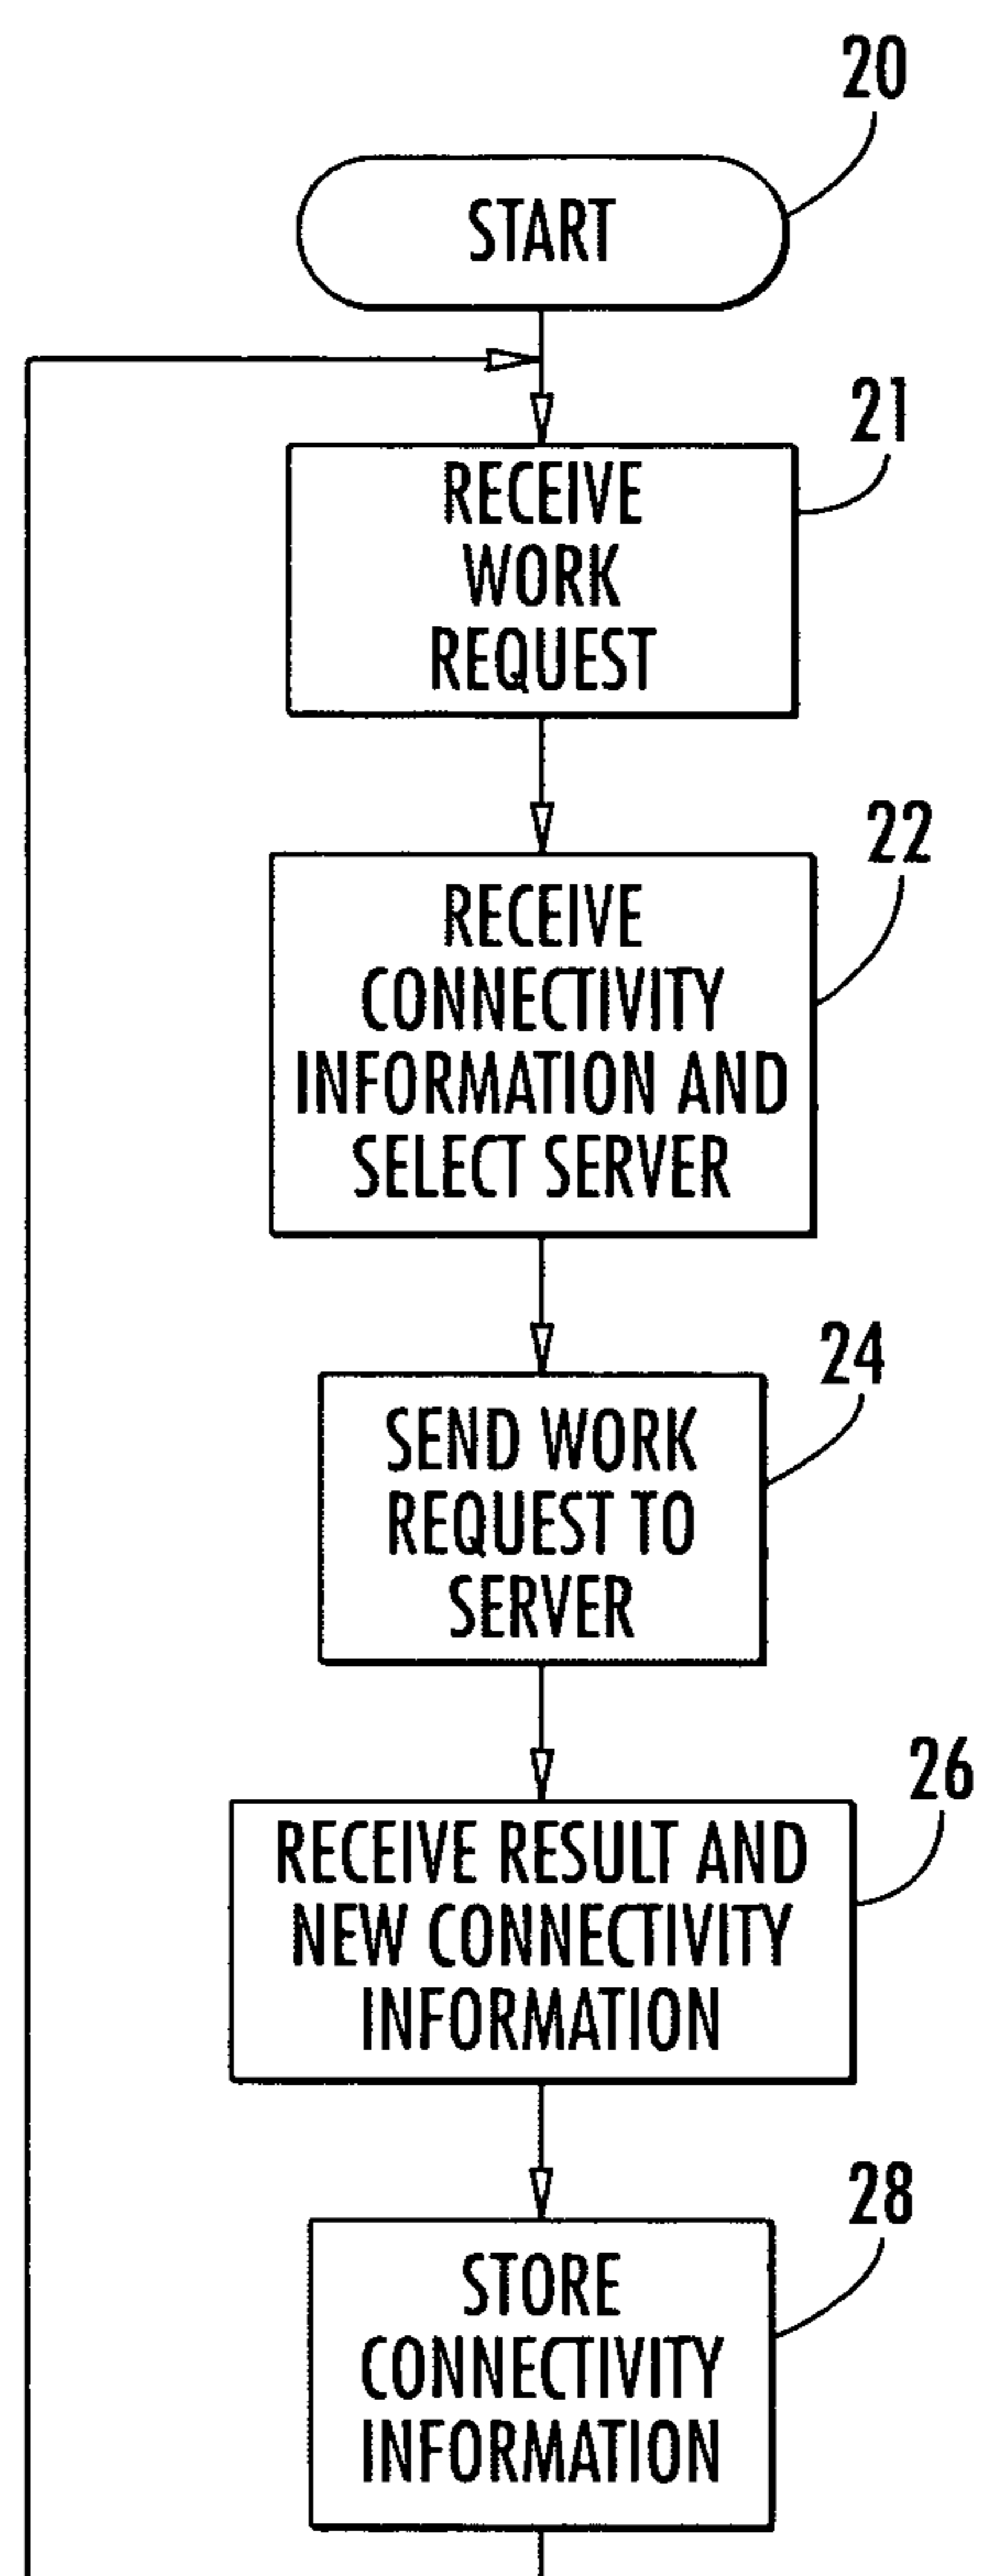 20
START
21
RECEIVE
WORK
REQUEST
22
RECEIVE
CONNECTIVITY
INFORMATION AND
SELECT SERVER
24
SEND WORK
REQUEST TO
SERVER
26
RECEIVE RESULT AND
NEW CONNECTIVITY
INFORMATION
28
STORE
CONNECTIVITY
INFORMATION